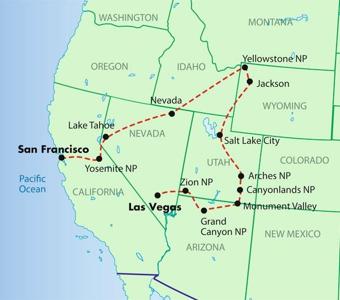 WASHINGTON
MONTANA
OREGON
IDAHO
Yellowstone NP
Jackson
WYOMING
Nevada
Lake Tahoe
NEVADA
San Francisco
Yosemite NP
Salt Lake City
UTAH
COLORADO
Pacific
Ocean
CALIFORNIA
Arches NP
Zion NP
Canyonlands NP
Las Vegas
Monument Valley
Grand
Canyon NP
ARIZONA
NEW MEXICO